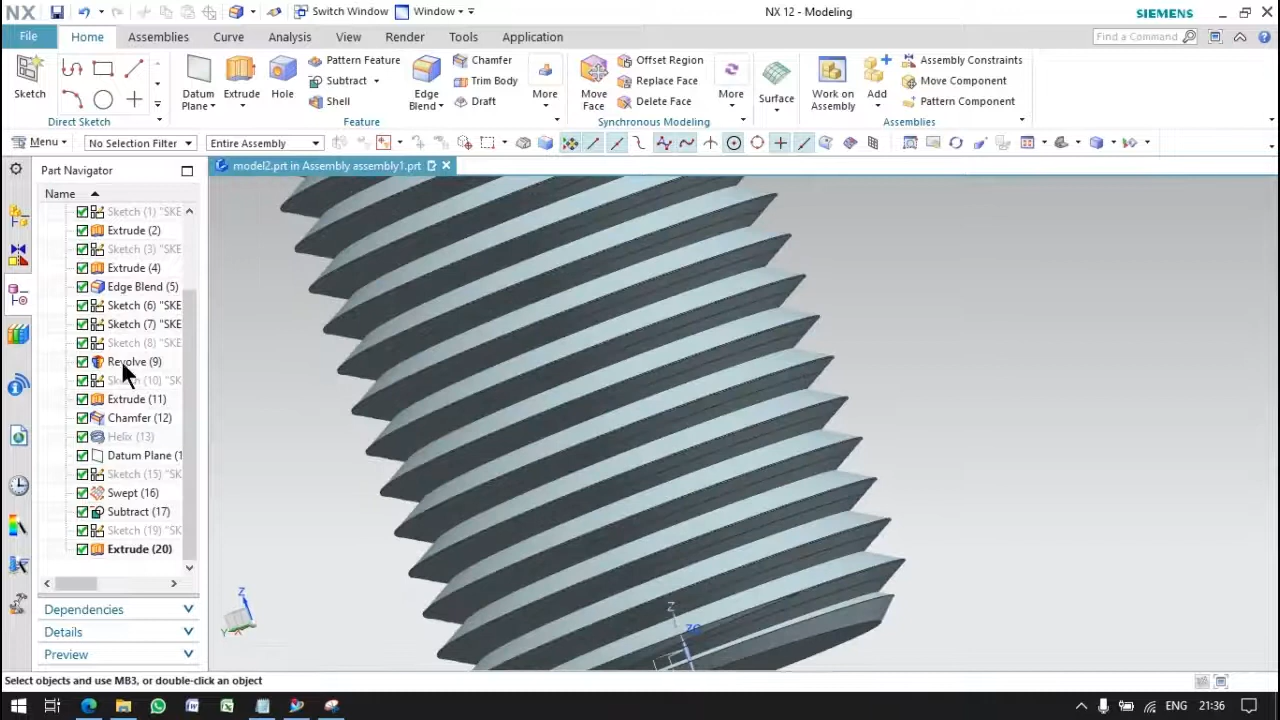 NX Switch Window Window NX 12 - Modeling SIEMENS
File Home Assemblies Curve Analysis View Render Tools Application Find a Command
Sketch
Direct Sketch
Datum Plane
Extrude
Hole
Pattern Feature
Subtract
Shell
Edge Blend
Chamfer
Trim Body
Draft
More
Feature
Move Face
Offset Region
Replace Face
Delete Face
More
Synchronous Modeling
Surface
Work on Assembly
Add
Assembly Constraints
Move Component
Pattern Component
Assemblies
Menu No Selection Filter Entire Assembly
Part Navigator
model2.prt in Assembly assembly1.prt
Name
Sketch (1) "SKE
Extrude (2)
Sketch (3) "SKE
Extrude (4)
Edge Blend (5)
Sketch (6) "SKE
Sketch (7) "SKE
Sketch (8) "SKE
Revolve (9)
Sketch (10) "SK
Extrude (11)
Chamfer (12)
Helix (13)
Datum Plane (1
Sketch (15) "SK
Swept (16)
Subtract (17)
Sketch (19) "SK
Extrude (20)
Dependencies
Details
Preview
Z
Y
Z
Select objects and use MB3, or double-click an object
ENG 21:36